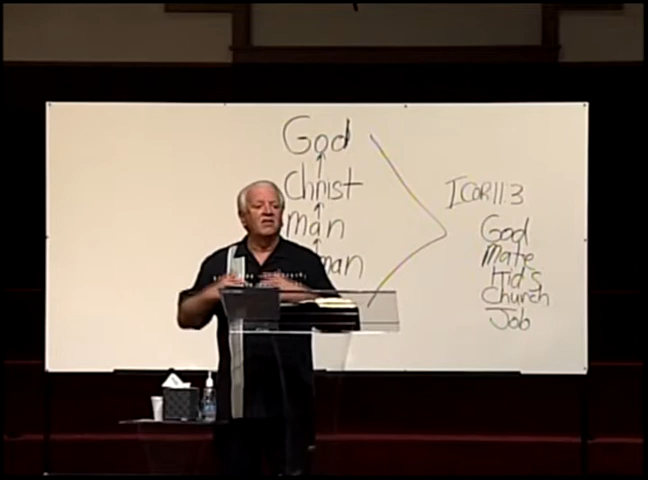 God
Christ
man
man
I COR 11:3
God
Mate
Kid's
Church
Job